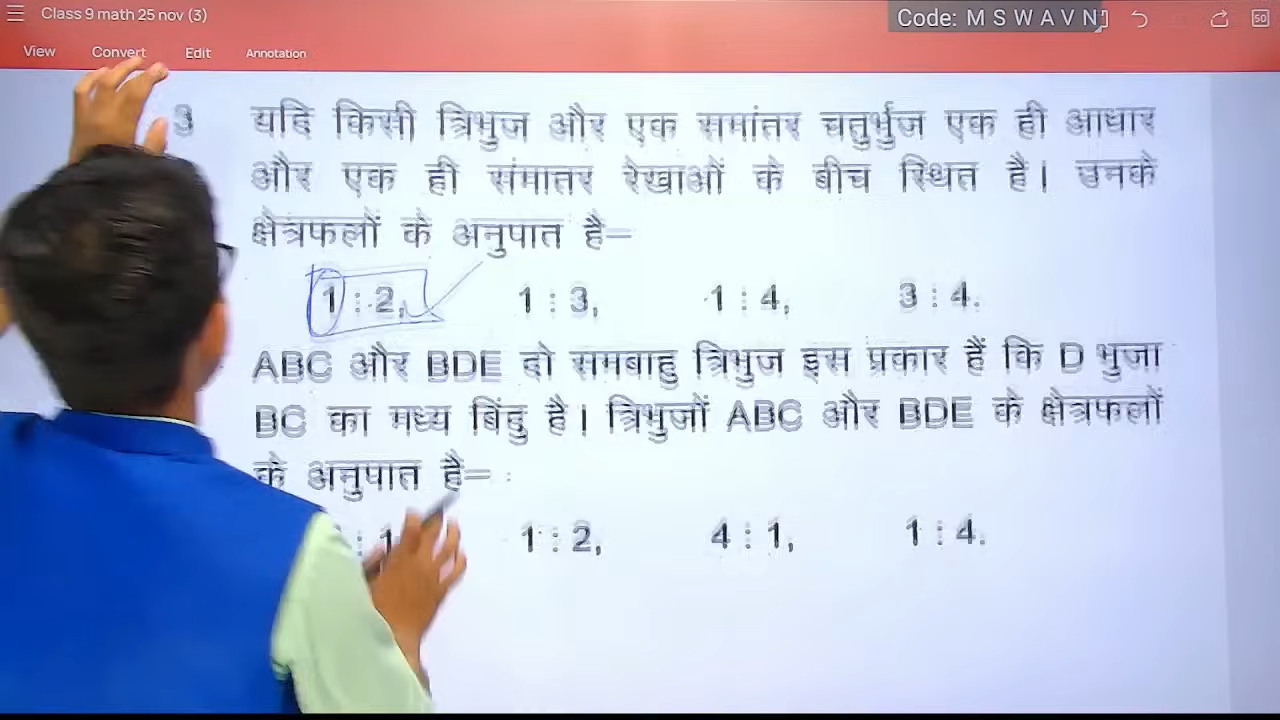 Class 9 math 25 nov (3)
Code: M S W A V N
50
View Convert Edit Annotation
3 यदि किसी त्रिभुज और एक समांतर चतुर्भुज एक ही आधार
और एक ही संमातर रेखाओं के बीच स्थित है। उनके
क्षेत्रफलों के अनुपात है–
1 : 2, 1 : 3, 1 : 4, 3 : 4.
ABC और BDE दो समबाहु त्रिभुज इस प्रकार हैं कि D भुजा
BC का मध्य बिंदु है। त्रिभुजों ABC और BDE के क्षेत्रफलों
के अनुपात है–
: 1 1 : 2, 4 : 1, 1 : 4.